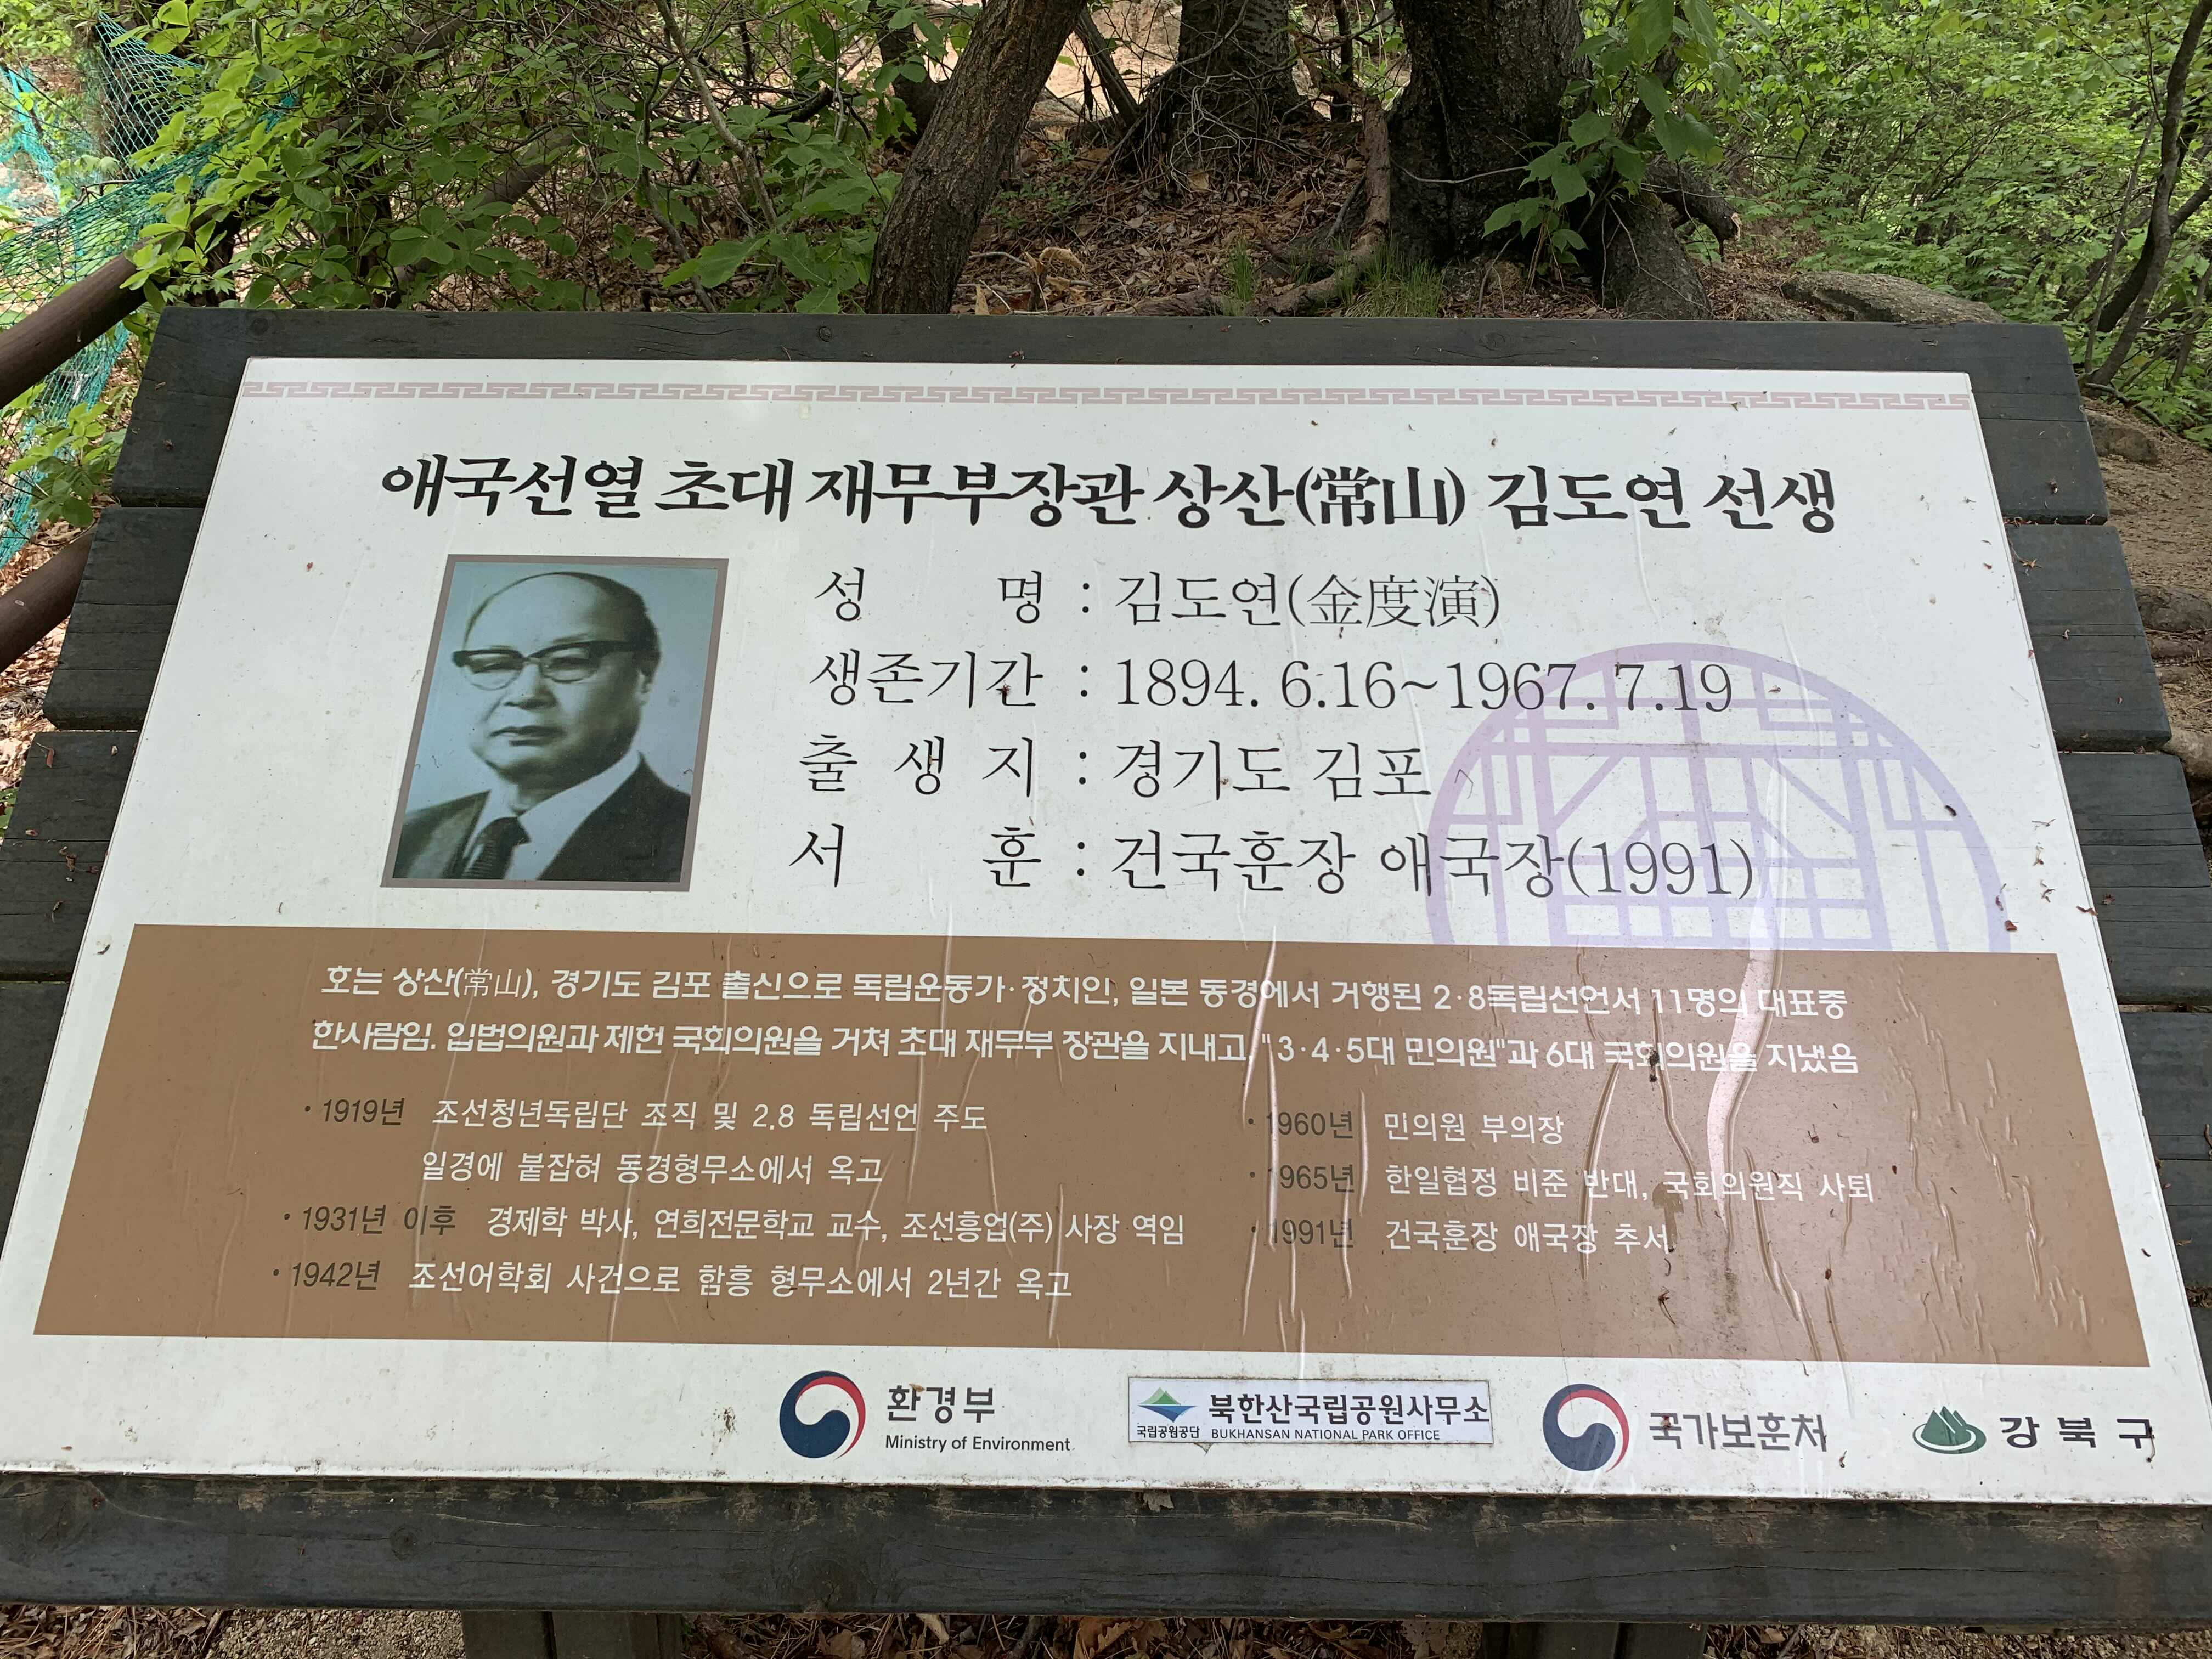 애국선열 초대 재무부장관 상산(常山) 김도연 선생
성 명 : 김도연(金度演)
생존기간 : 1894. 6.16~1967. 7.19
출 생 지 : 경기도 김포
서 훈 : 건국훈장 애국장(1991)
호는 상산(常山), 경기도 김포 출신으로 독립운동가·정치인, 일본 동경에서 거행된 2·8독립선언서 11명의 대표중
한사람임. 입법의원과 제헌 국회의원을 거쳐 초대 재무부 장관을 지내고, "3·4·5대 민의원"과 6대 국회의원을 지냈음
·1919년 조선청년독립단 조직 및 2.8 독립선언 주도
일경에 붙잡혀 동경형무소에서 옥고
·1931년 이후 경제학 박사, 연희전문학교 교수, 조선흥업(주) 사장 역임
·1942년 조선어학회 사건으로 함흥 형무소에서 2년간 옥고
·1960년 민의원 부의장
·1965년 한일협정 비준 반대, 국회의원직 사퇴
·1991년 건국훈장 애국장 추서
환경부
Ministry of Environment
국립공원공단
북한산국립공원사무소
BUKHANSAN NATIONAL PARK OFFICE
국가보훈처
강북구